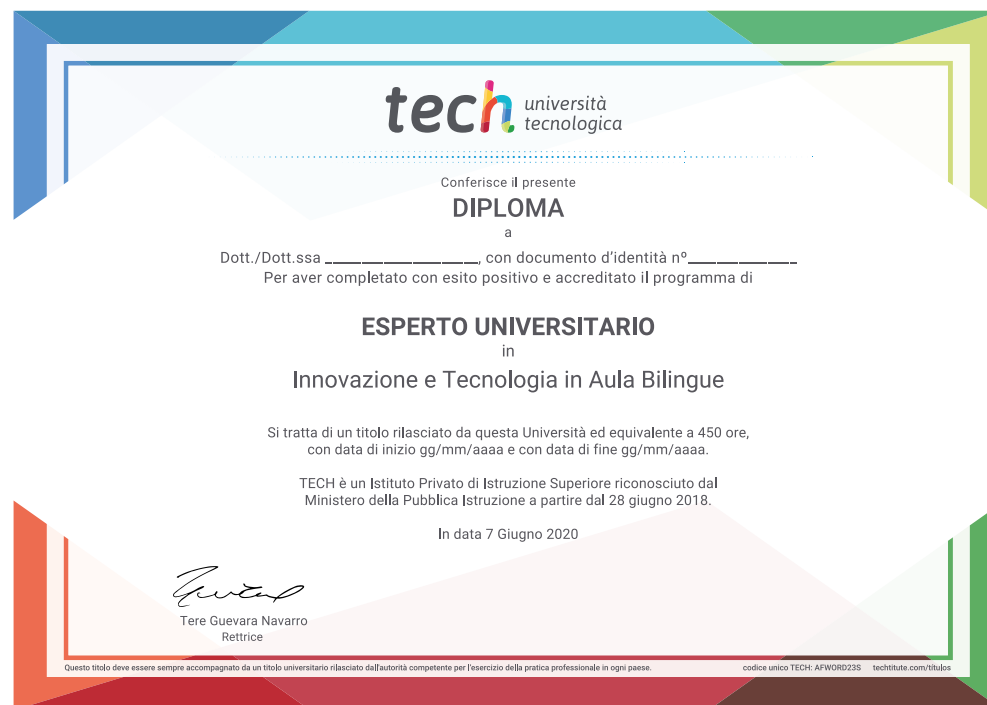 tech università
tecnologica
Conferisce il presente
DIPLOMA
a
Dott./Dott.ssa ____________________, con documento d'identità nº______________
Per aver completato con esito positivo e accreditato il programma di
ESPERTO UNIVERSITARIO
in
Innovazione e Tecnologia in Aula Bilingue
Si tratta di un titolo rilasciato da questa Università ed equivalente a 450 ore,
con data di inizio gg/mm/aaaa e con data di fine gg/mm/aaaa.
TECH è un Istituto Privato di Istruzione Superiore riconosciuto dal
Ministero della Pubblica Istruzione a partire dal 28 giugno 2018.
In data 7 Giugno 2020
Tere Guevara Navarro
Rettrice
Questo titolo deve essere sempre accompagnato da un titolo universitario rilasciato dall'autorità competente per l'esercizio della pratica professionale in ogni paese. codice unico TECH: AFWORD23S techtitute.com/títulos